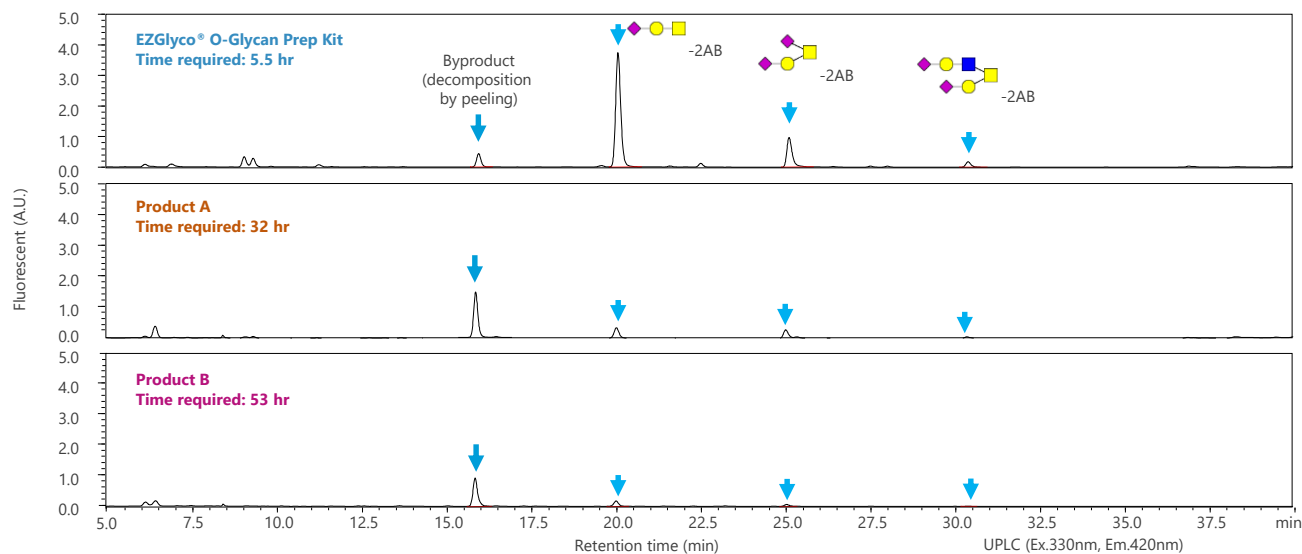 5.0
4.0
3.0
2.0
1.0
0.0
EZGlyco® O-Glycan Prep Kit
Time required: 5.5 hr
Byproduct
(decomposition
by peeling)
-2AB
-2AB
-2AB
5.0
4.0
3.0
2.0
1.0
0.0
Product A
Time required: 32 hr
Fluorescent (A.U.)
5.0
4.0
3.0
2.0
1.0
0.0
Product B
Time required: 53 hr
5.0 7.5 10.0 12.5 15.0 17.5 20.0 22.5 25.0 27.5 30.0 32.5 35.0 37.5 min
Retention time (min)
UPLC (Ex.330nm, Em.420nm)